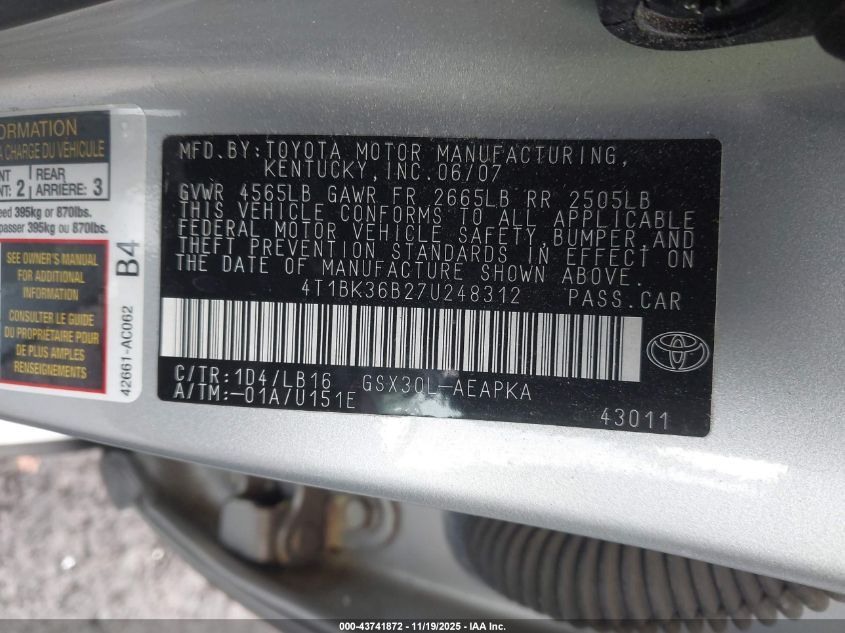 ORMATION
A CHARGE DU VÉHICULE
NT REAR
NT: 2 ARRIÈRE: 3
eed 395kg or 870lbs.
passer 395kg ou 870lbs.
SEE OWNER'S MANUAL
FOR ADDITIONAL
INFORMATION
CONSULTER LE GUIDE
DU PROPRIÉTAIRE POUR
DE PLUS AMPLES
RENSEIGNEMENTS
B4
42661-AC062
MFD.BY:TOYOTA MOTOR MANUFACTURING,
KENTUCKY, INC.06/07
GVWR 4565LB GAWR FR 2665LB RR 2505LB
THIS VEHICLE CONFORMS TO ALL APPLICABLE
FEDERAL MOTOR VEHICLE SAFETY,BUMPER,AND
THEFT PREVENTION STANDARDS IN EFFECT ON
THE DATE OF MANUFACTURE SHOWN ABOVE.
4T1BK36B27U248312 PASS.CAR
C/TR:1D4/LB16 GSX30L-AEAPKA
A/TM:-01A/U151E
43011
TOYOTA
000-43741872 - 11/19/2025 - IAA Inc.